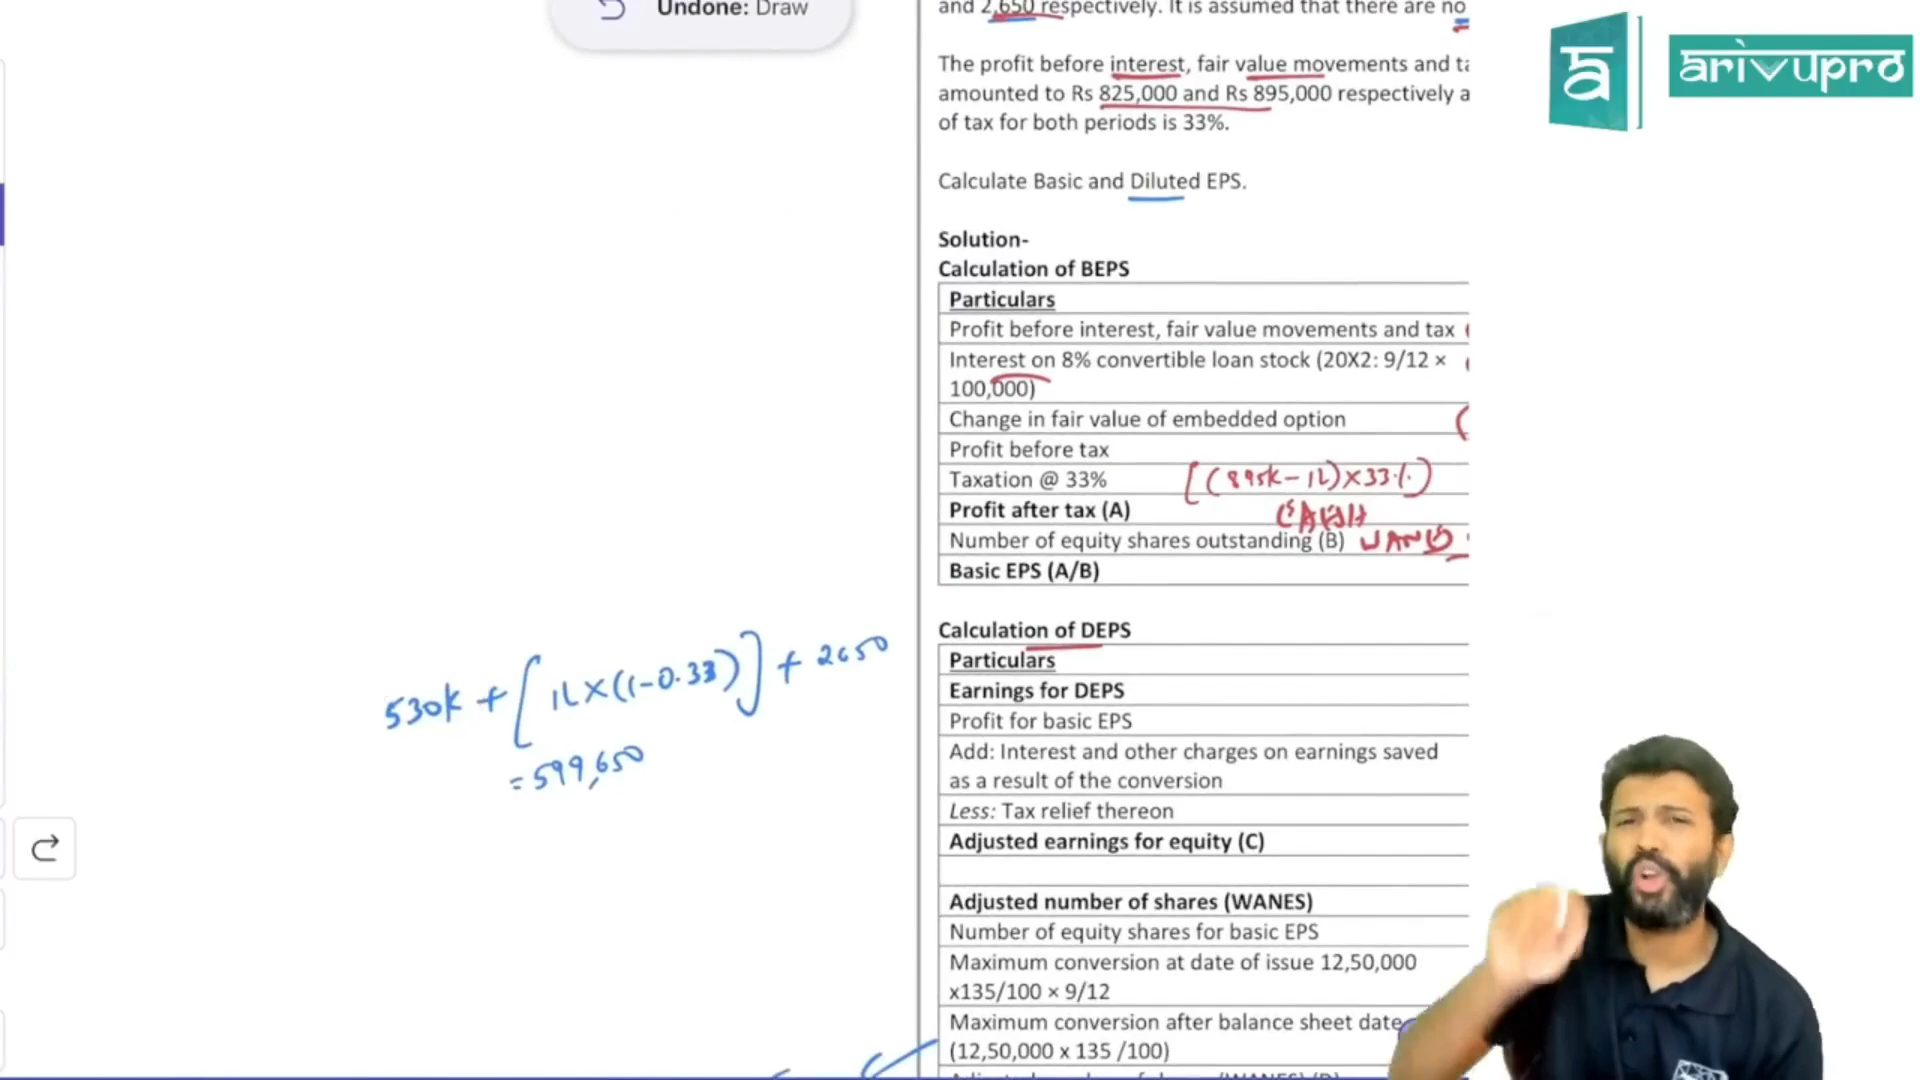 Undone: Draw
and 2,650 respectively. It is assumed that there are no
The profit before interest, fair value movements and ta
amounted to Rs 825,000 and Rs 895,000 respectively a
of tax for both periods is 33%.
Calculate Basic and Diluted EPS.
Solution-
Calculation of BEPS
Particulars
Profit before interest, fair value movements and tax
Interest on 8% convertible loan stock (20X2: 9/12 ×
100,000)
Change in fair value of embedded option
Profit before tax
Taxation @ 33% [(895k-1L)×33%]
Profit after tax (A)
Number of equity shares outstanding (B) WANES
Basic EPS (A/B)
530k + [1L×(1-0.33)] + 2650
= 599,650
Calculation of DEPS
Particulars
Earnings for DEPS
Profit for basic EPS
Add: Interest and other charges on earnings saved
as a result of the conversion
Less: Tax relief thereon
Adjusted earnings for equity (C)
Adjusted number of shares (WANES)
Number of equity shares for basic EPS
Maximum conversion at date of issue 12,50,000
x135/100 × 9/12
Maximum conversion after balance sheet date
(12,50,000 x 135 /100)
arivupro